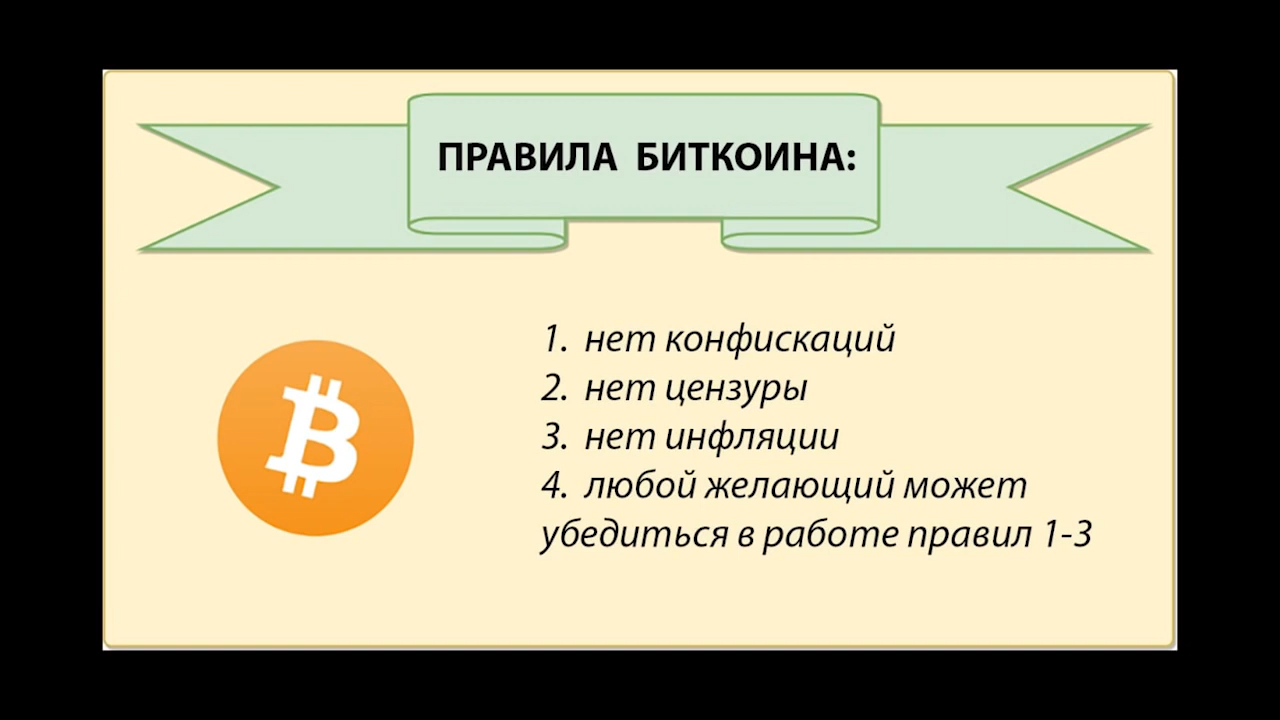 ПРАВИЛА БИТКОИНА:
1. нет конфискаций
2. нет цензуры
3. нет инфляции
4. любой желающий может
убедиться в работе правил 1-3